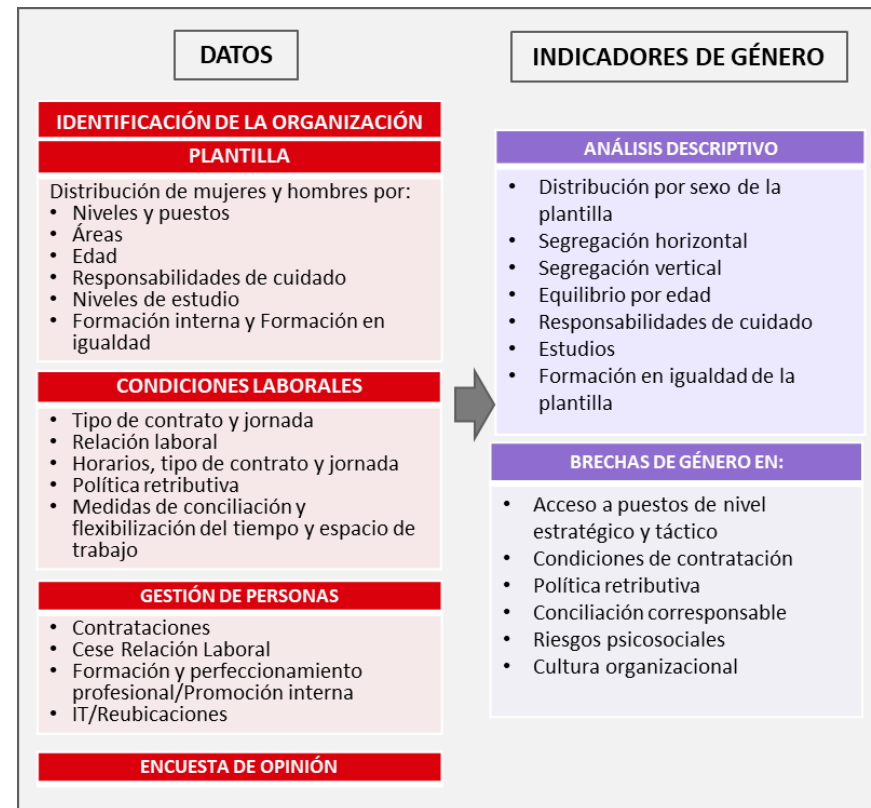 DATOS
IDENTIFICACIÓN DE LA ORGANIZACIÓN
PLANTILLA
Distribución de mujeres y hombres por:
• Niveles y puestos
• Áreas
• Edad
• Responsabilidades de cuidado
• Niveles de estudio
• Formación interna y Formación en
igualdad
CONDICIONES LABORALES
• Tipo de contrato y jornada
• Relación laboral
• Horarios, tipo de contrato y jornada
• Política retributiva
• Medidas de conciliación y
flexibilización del tiempo y espacio de
trabajo
GESTIÓN DE PERSONAS
• Contrataciones
• Cese Relación Laboral
• Formación y perfeccionamiento
profesional/Promoción interna
• IT/Reubicaciones
ENCUESTA DE OPINIÓN
INDICADORES DE GÉNERO
ANÁLISIS DESCRIPTIVO
• Distribución por sexo de la
plantilla
• Segregación horizontal
• Segregación vertical
• Equilibrio por edad
• Responsabilidades de cuidado
• Estudios
• Formación en igualdad de la
plantilla
BRECHAS DE GÉNERO EN:
• Acceso a puestos de nivel
estratégico y táctico
• Condiciones de contratación
• Política retributiva
• Conciliación corresponsable
• Riesgos psicosociales
• Cultura organizacional